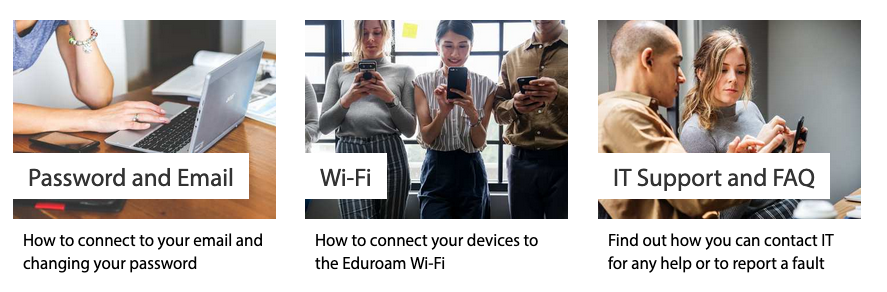 Password and Email
How to connect to your email and
changing your password
Wi-Fi
How to connect your devices to
the Eduroam Wi-Fi
IT Support and FAQ
Find out how you can contact IT
for any help or to report a fault